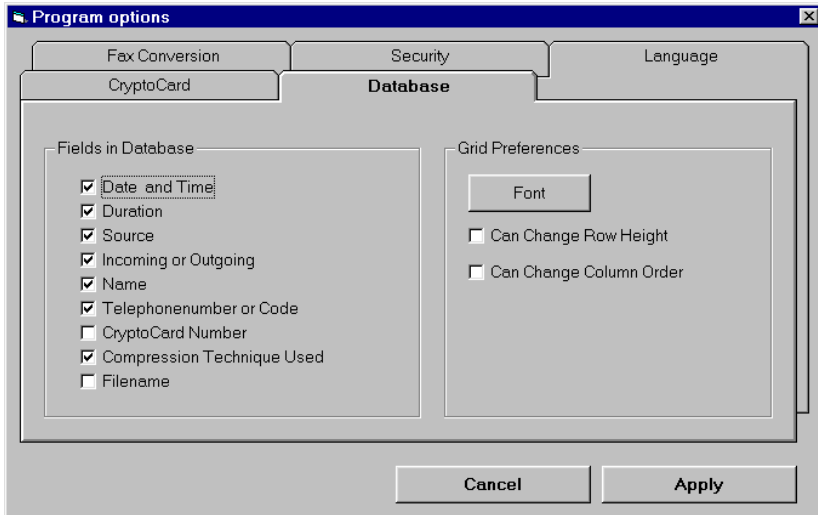 Program options
Fax Conversion
Security
Language
CryptoCard
Database
Fields in Database
Date and Time
Duration
Source
Incoming or Outgoing
Name
Telephonenumber or Code
CryptoCard Number
Compression Technique Used
Filename
Grid Preferences
Font
Can Change Row Height
Can Change Column Order
Cancel
Apply